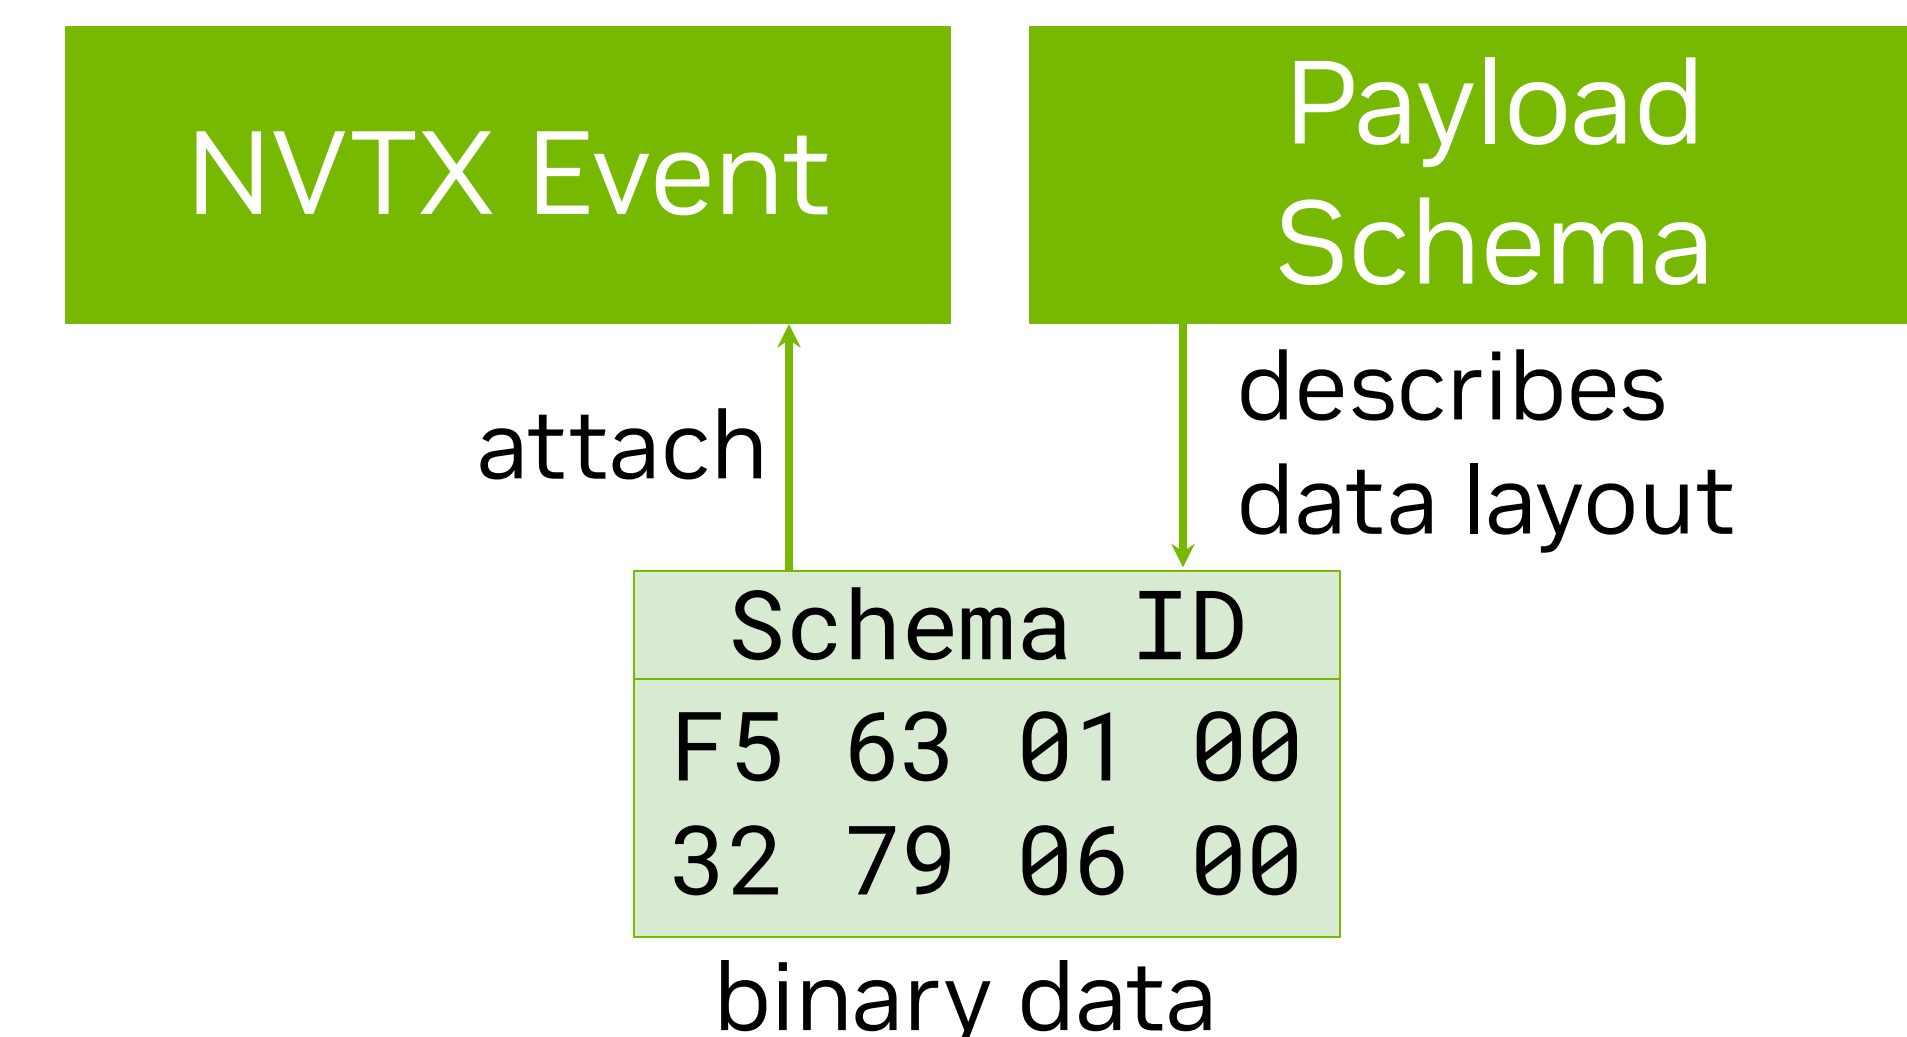 NVTX Event
Payload
Schema
attach
describes
data layout
Schema ID
F5 63 01 00
32 79 06 00
binary data